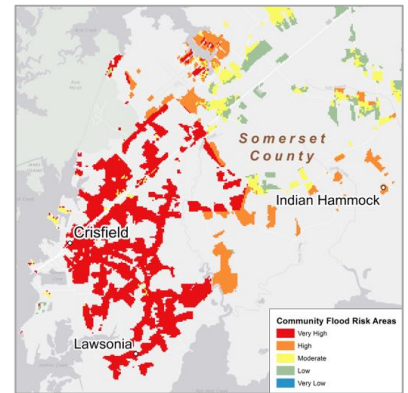 Somerset
County
Indian Hammock
Crisfield
Lawsonia
Community Flood Risk Areas
Very High
High
Moderate
Low
Very Low